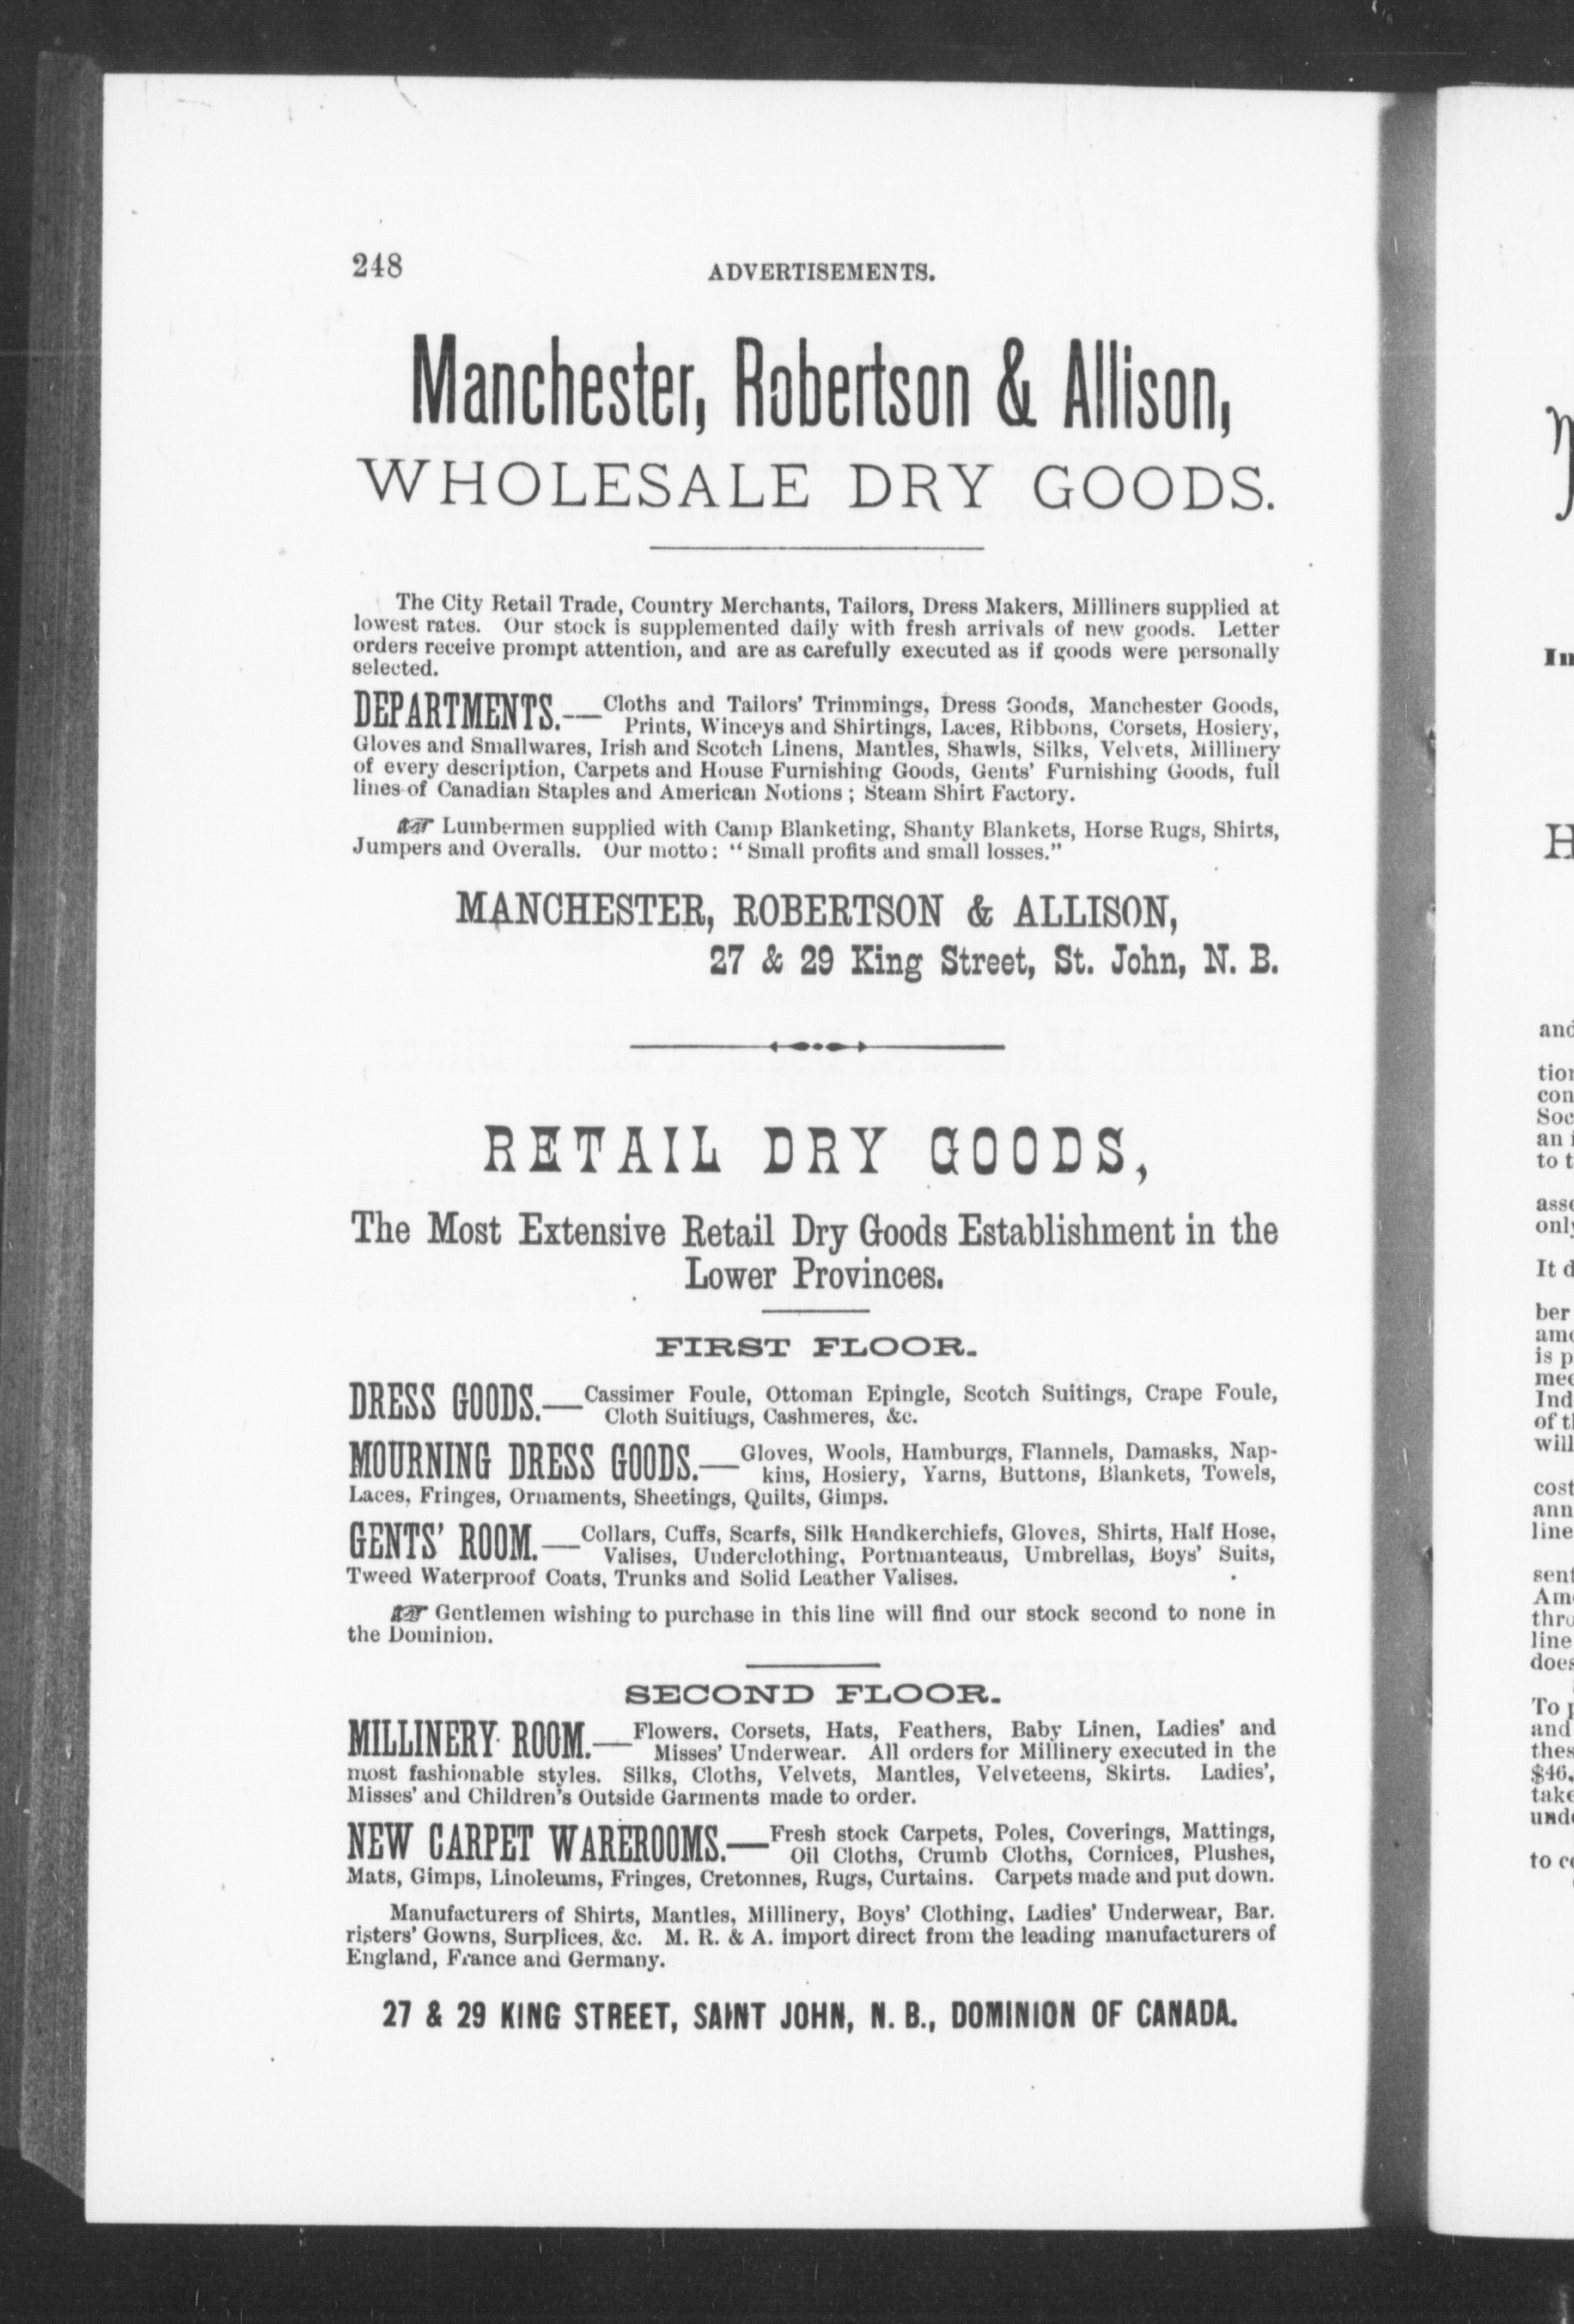 248
ADVERTISEMENTS.
Manchester, Robertson & Allison,
WHOLESALE DRY GOODS.
The City Retail Trade, Country Merchants, Tailors, Dress Makers, Milliners supplied at
lowest rates. Our stock is supplemented daily with fresh arrivals of new goods. Letter
orders receive prompt attention, and are as carefully executed as if goods were personally
selected.
DEPARTMENTS.—Cloths and Tailors' Trimmings, Dress Goods, Manchester Goods,
Prints, Winceys and Shirtings, Laces, Ribbons, Corsets, Hosiery,
Gloves and Smallwares, Irish and Scotch Linens, Mantles, Shawls, Silks, Velvets, Millinery
of every description, Carpets and House Furnishing Goods, Gents' Furnishing Goods, full
lines of Canadian Staples and American Notions ; Steam Shirt Factory.
☞ Lumbermen supplied with Camp Blanketing, Shanty Blankets, Horse Rugs, Shirts,
Jumpers and Overalls. Our motto: "Small profits and small losses."
MANCHESTER, ROBERTSON & ALLISON,
27 & 29 King Street, St. John, N. B.
RETAIL DRY GOODS,
The Most Extensive Retail Dry Goods Establishment in the
Lower Provinces.
FIRST FLOOR.
DRESS GOODS.—Cassimer Foule, Ottoman Epingle, Scotch Suitings, Crape Foule,
Cloth Suitiugs, Cashmeres, &c.
MOURNING DRESS GOODS.—Gloves, Wools, Hamburgs, Flannels, Damasks, Nap-
kins, Hosiery, Yarns, Buttons, Blankets, Towels,
Laces, Fringes, Ornaments, Sheetings, Quilts, Gimps.
GENTS' ROOM.—Collars, Cuffs, Scarfs, Silk Handkerchiefs, Gloves, Shirts, Half Hose,
Valises, Underclothing, Portmanteaus, Umbrellas, Boys' Suits,
Tweed Waterproof Coats, Trunks and Solid Leather Valises.
☞ Gentlemen wishing to purchase in this line will find our stock second to none in
the Dominion.
SECOND FLOOR.
MILLINERY ROOM.—Flowers, Corsets, Hats, Feathers, Baby Linen, Ladies' and
Misses' Underwear. All orders for Millinery executed in the
most fashionable styles. Silks, Cloths, Velvets, Mantles, Velveteens, Skirts. Ladies',
Misses' and Children's Outside Garments made to order.
NEW CARPET WAREROOMS.—Fresh stock Carpets, Poles, Coverings, Mattings,
Oil Cloths, Crumb Cloths, Cornices, Plushes,
Mats, Gimps, Linoleums, Fringes, Cretonnes, Rugs, Curtains. Carpets made and put down.
Manufacturers of Shirts, Mantles, Millinery, Boys' Clothing, Ladies' Underwear, Bar.
risters' Gowns, Surplices, &c. M. R. & A. import direct from the leading manufacturers of
England, France and Germany.
27 & 29 KING STREET, SAINT JOHN, N. B., DOMINION OF CANADA.